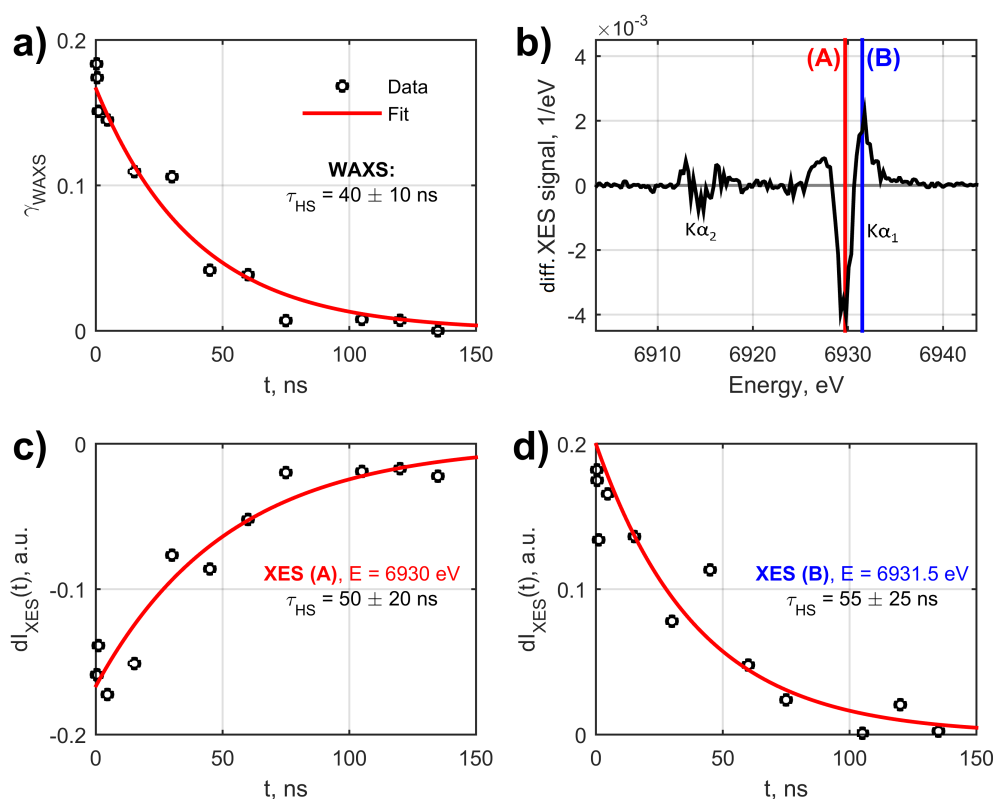 a)
0.2
0.1
0
γWAXS
Data
Fit
WAXS:
τHS = 40 ± 10 ns
0
50
100
150
t, ns
b)
×10-3
4
2
0
-2
-4
diff. XES signal, 1/eV
(A)
(B)
Kα2
Kα1
6910
6920
6930
6940
Energy, eV
c)
0
-0.1
-0.2
dIXES(t), a.u.
XES (A), E = 6930 eV
τHS = 50 ± 20 ns
0
50
100
150
t, ns
d)
0.2
0.1
0
dIXES(t), a.u.
XES (B), E = 6931.5 eV
τHS = 55 ± 25 ns
0
50
100
150
t, ns